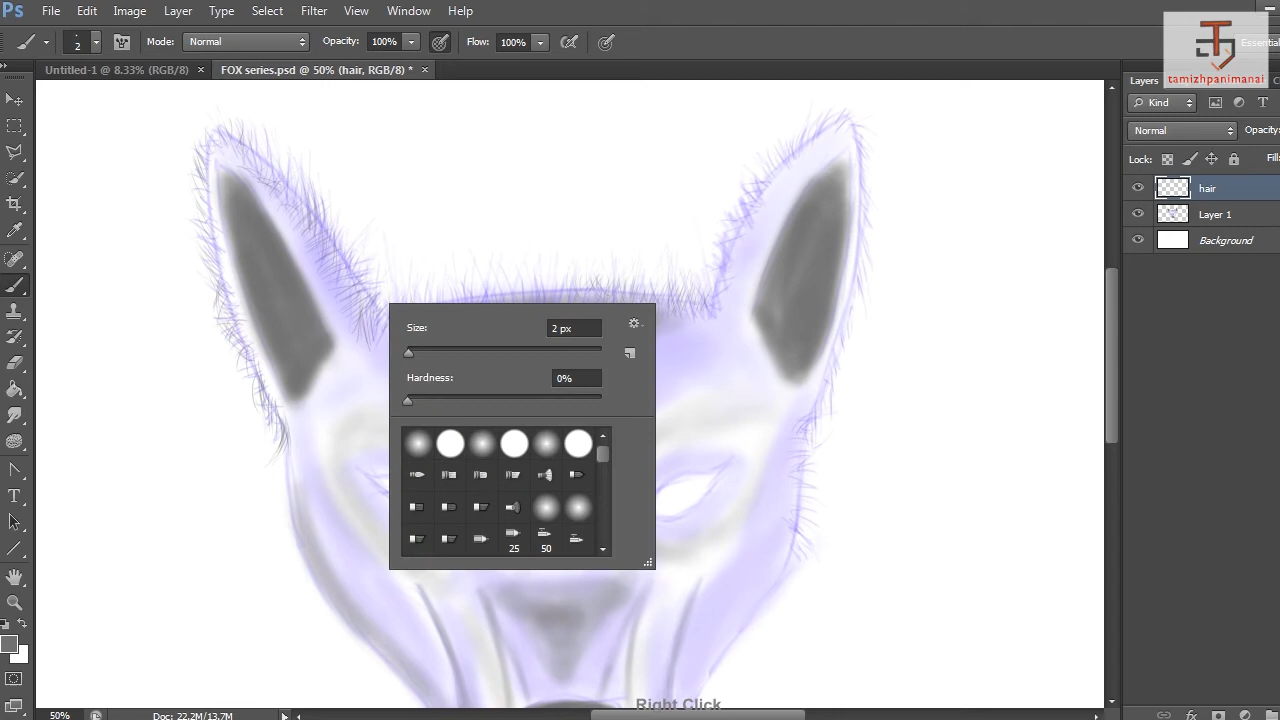 Ps File Edit Image Layer Type Select Filter View Window Help
2 Mode: Normal Opacity: 100% Flow: 100%
tamizhpanimanai
Untitled-1 @ 8.33% (RGB/8) × FOX series.psd @ 50% (hair, RGB/8) * ×
Layers
Kind
Normal Opacity:
Lock:
hair
Layer 1
Background
Size: 2 px
Hardness: 0%
25 50
Right Click
50% Doc: 22.2M/13.7M